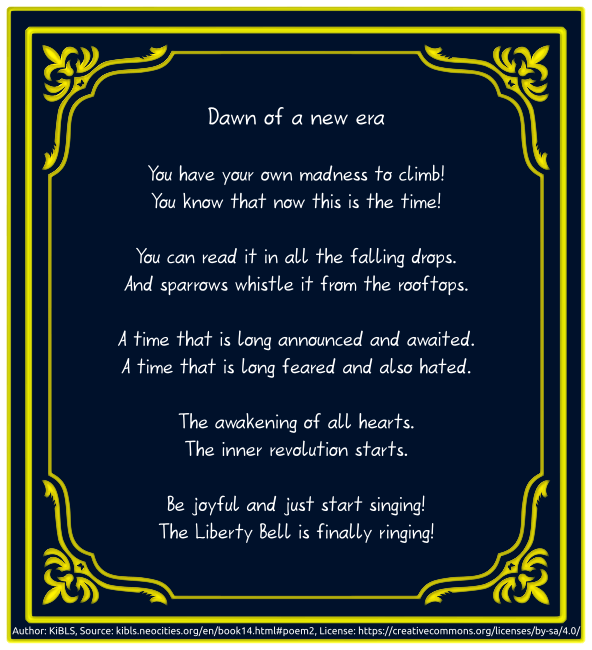 Dawn of a new era
You have your own madness to climb!
You know that now this is the time!
You can read it in all the falling drops.
And sparrows whistle it from the rooftops.
A time that is long announced and awaited.
A time that is long feared and also hated.
The awakening of all hearts.
The inner revolution starts.
Be joyful and just start singing!
The Liberty Bell is finally ringing!
Author: KiBLS, Source: kibls.neocities.org/en/book14.html#poem2, License: https://creativecommons.org/licenses/by-sa/4.0/